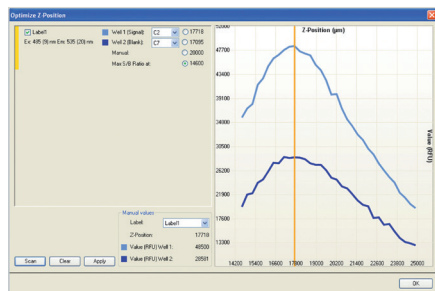 Optimize Z-Position
Label1
Ex: 485 (9) nm Em: 535 (20) nm
Well 1 (Signal): C2 17718
Well 2 (Blank): C7 17095
Manual: 20000
Max S/B Ratio at: 14600
Manual values
Label: Label1
Z-Position: 17718
Value (RFU) Well 1: 48500
Value (RFU) Well 2: 28581
Scan Clear Apply
Z-Position (µm)
52000
47700
43400
39100
34800
30500
26200
21900
17600
13300
Value (RFU)
14200 15400 16600 17800 19000 20200 21400 22600 23800 25000
OK